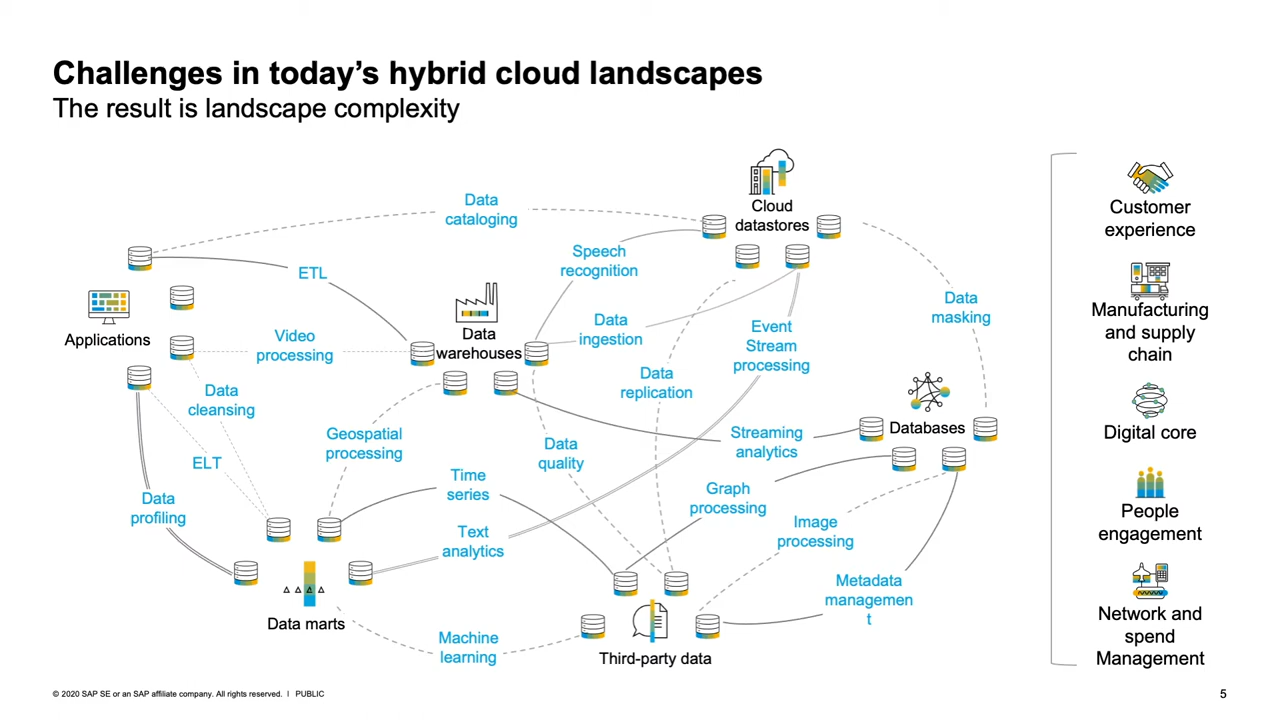 Challenges in today's hybrid cloud landscapes
The result is landscape complexity
Cloud
datastores
Data
cataloging
Speech
recognition
ETL
Applications
Data
warehouses
Video
processing
Data
ingestion
Event
Stream
processing
Data
masking
Data
cleansing
Data
replication
Databases
Geospatial
processing
Data
quality
Streaming
analytics
ELT
Time
series
Graph
processing
Data
profiling
Text
analytics
Image
processing
Metadata
managemen
t
Data marts
Machine
learning
Third-party data
Customer
experience
Manufacturing
and supply
chain
Digital core
People
engagement
Network and
spend
Management
© 2020 SAP SE or an SAP affiliate company. All rights reserved. | PUBLIC
5